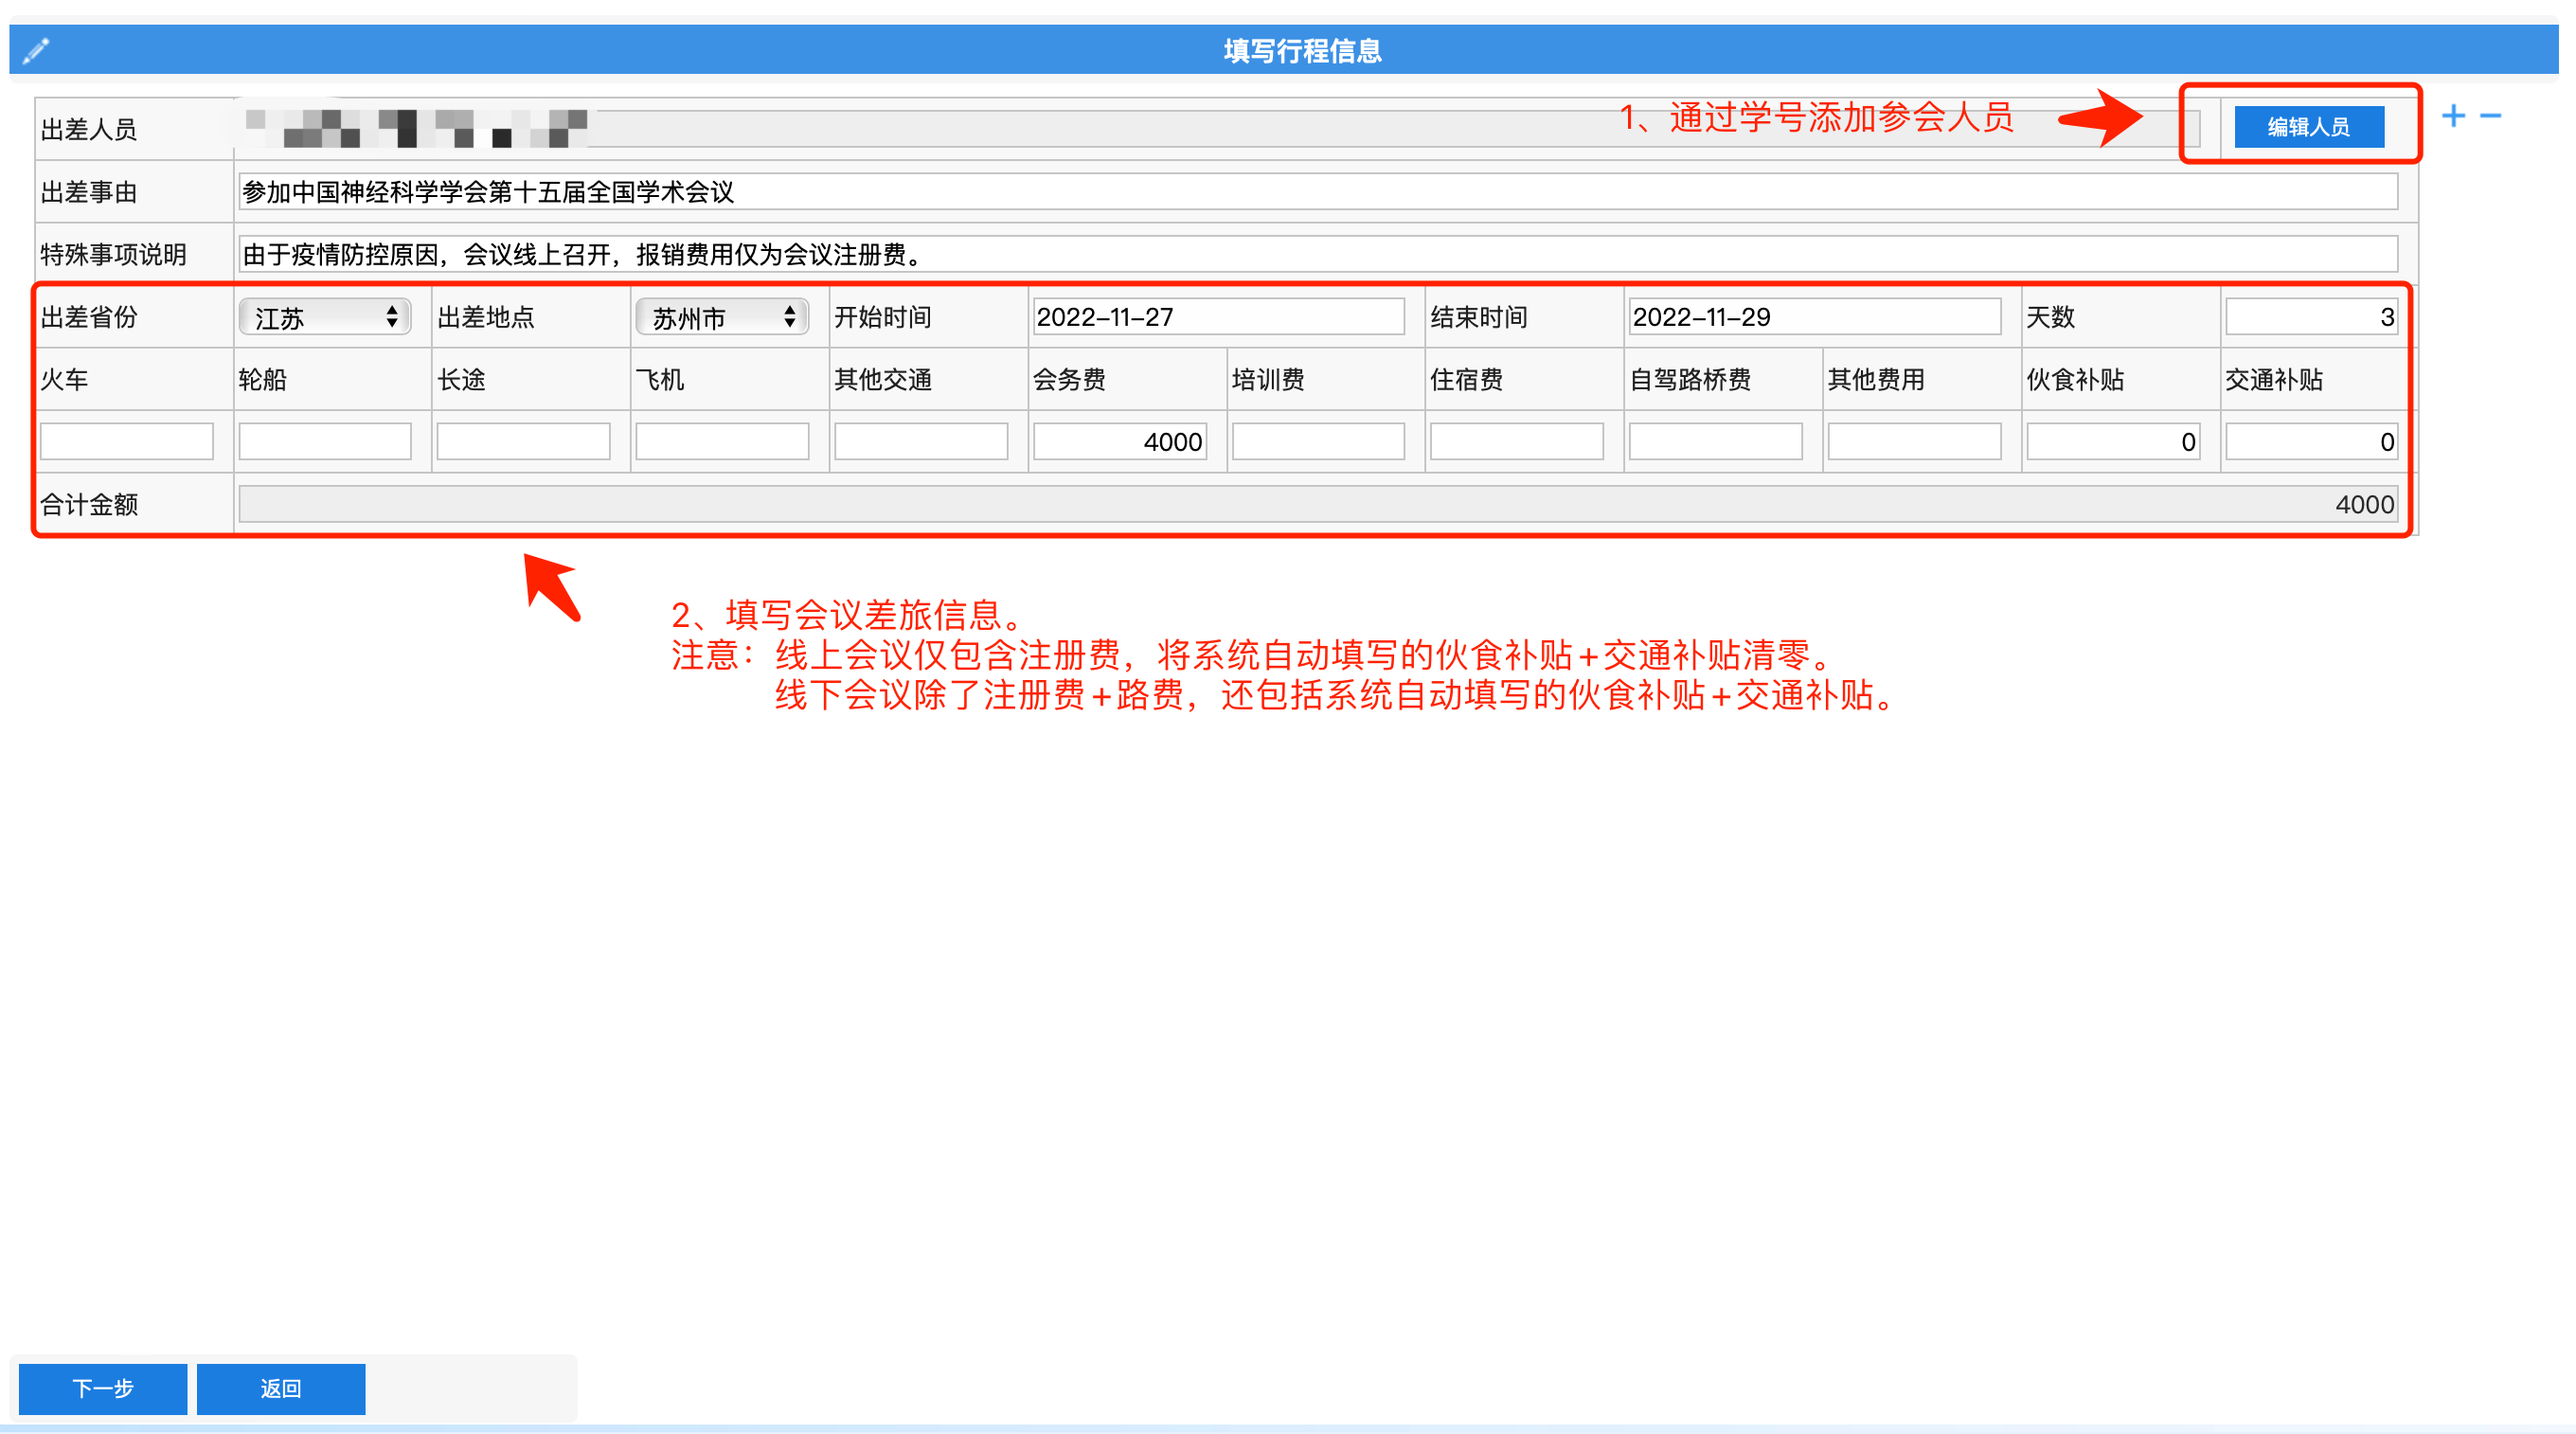 填写行程信息
出差人员 1、通过学号添加参会人员 编辑人员
出差事由 参加中国神经科学学会第十五届全国学术会议
特殊事项说明 由于疫情防控原因，会议线上召开，报销费用仅为会议注册费。
出差省份 江苏 出差地点 苏州市 开始时间 2022-11-27 结束时间 2022-11-29 天数 3
火车 轮船 长途 飞机 其他交通 会务费 培训费 住宿费 自驾路桥费 其他费用 伙食补贴 交通补贴
4000 0 0
合计金额 4000
2、填写会议差旅信息。
注意：线上会议仅包含注册费，将系统自动填写的伙食补贴+交通补贴清零。
线下会议除了注册费+路费，还包括系统自动填写的伙食补贴+交通补贴。
下一步 返回